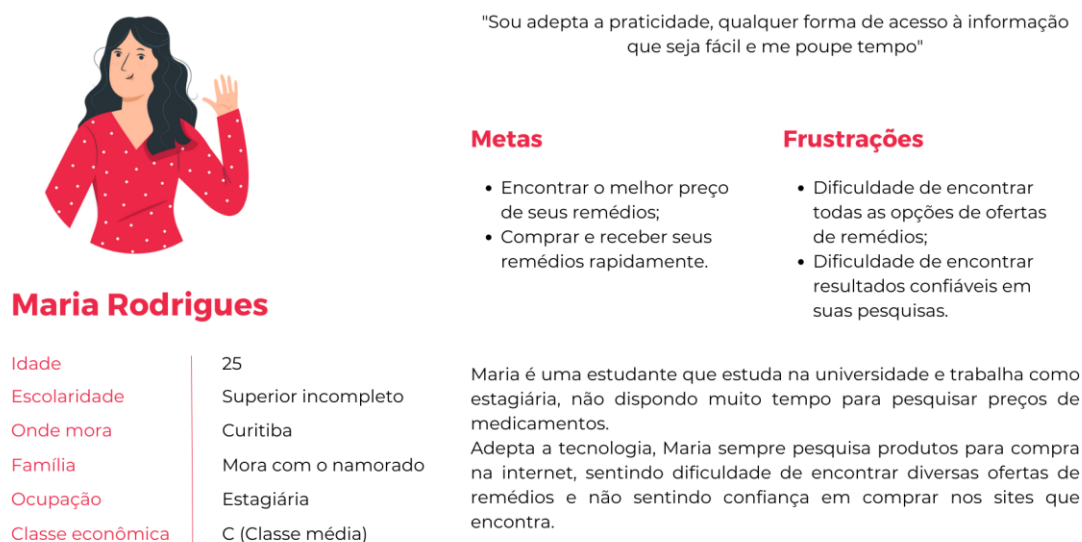 "Sou adepta a praticidade, qualquer forma de acesso à informação
que seja fácil e me poupe tempo"
Metas
• Encontrar o melhor preço
de seus remédios;
• Comprar e receber seus
remédios rapidamente.
Frustrações
• Dificuldade de encontrar
todas as opções de ofertas
de remédios;
• Dificuldade de encontrar
resultados confiáveis em
suas pesquisas.
Maria Rodrigues
Idade 25
Escolaridade Superior incompleto
Onde mora Curitiba
Família Mora com o namorado
Ocupação Estagiária
Classe econômica C (Classe média)
Maria é uma estudante que estuda na universidade e trabalha como
estagiária, não dispondo muito tempo para pesquisar preços de
medicamentos.
Adepta a tecnologia, Maria sempre pesquisa produtos para compra
na internet, sentindo dificuldade de encontrar diversas ofertas de
remédios e não sentindo confiança em comprar nos sites que
encontra.